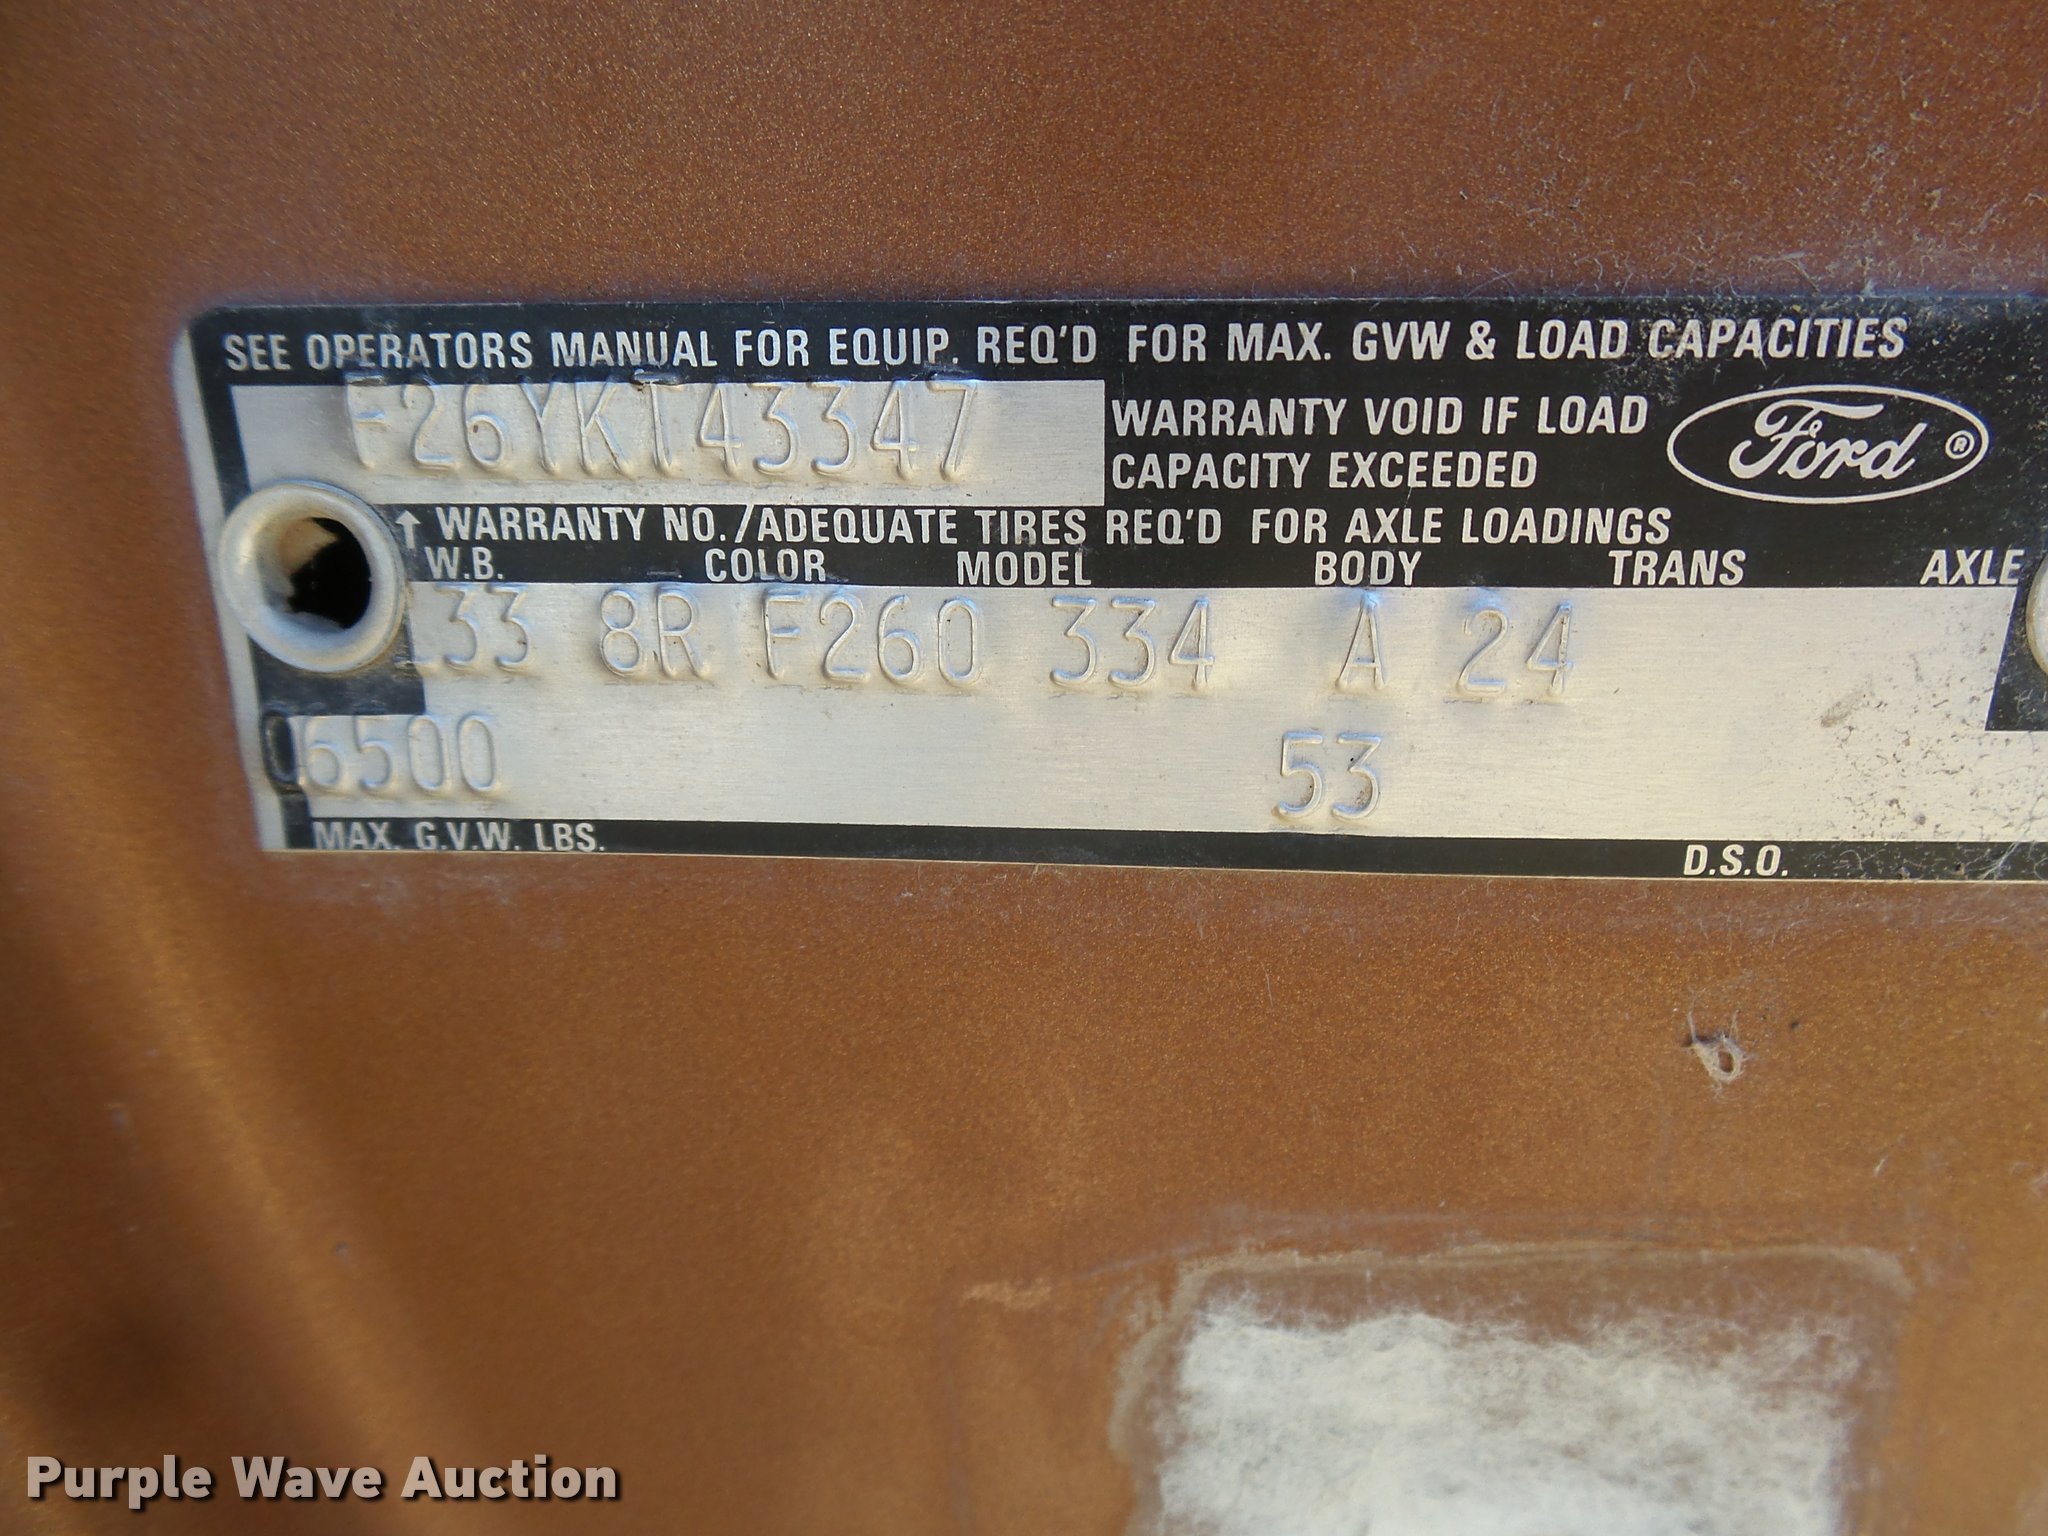 SEE OPERATORS MANUAL FOR EQUIP. REQ'D FOR MAX. GVW & LOAD CAPACITIES
F26YKT43347
WARRANTY VOID IF LOAD
CAPACITY EXCEEDED
Ford ®
↑ WARRANTY NO./ADEQUATE TIRES REQ'D FOR AXLE LOADINGS
W.B. COLOR MODEL BODY TRANS AXLE
133 8R F260 334 A 24
06500 53
MAX. G.V.W. LBS. D.S.O.
Purple Wave Auction